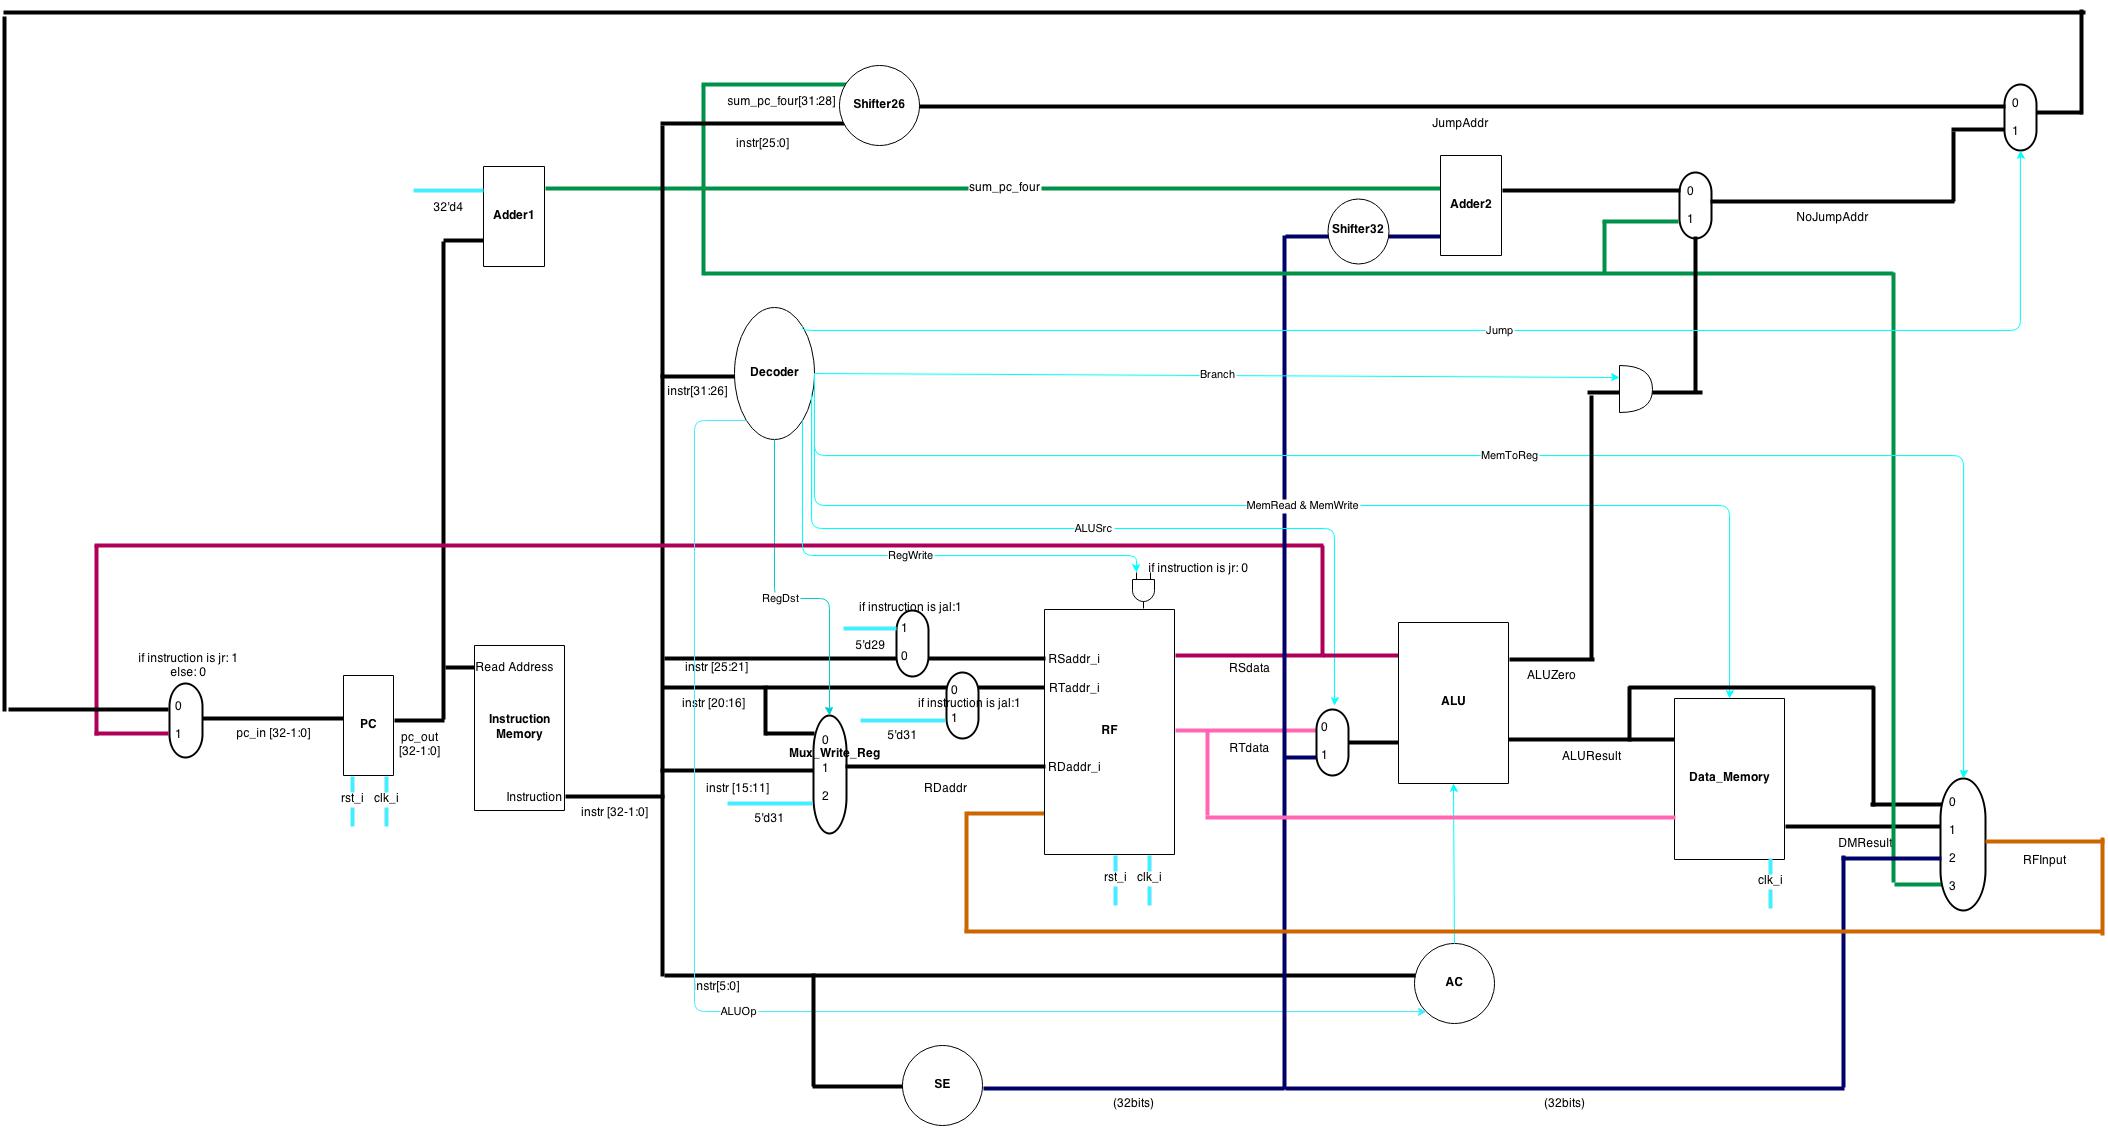 sum_pc_four[31:28]
Shifter26
instr[25:0]
JumpAddr
0
1
32'd4
Adder1
sum_pc_four
Adder2
Shifter32
0
1
NoJumpAddr
Decoder
instr[31:26]
Jump
Branch
MemToReg
MemRead & MemWrite
ALUSrc
RegWrite
if instruction is jr: 0
RegDst
if instruction is jal:1
1
5'd29
0
instr [25:21]
RSaddr_i
RSdata
if instruction is jr: 1
else: 0
0
1
pc_in [32-1:0]
PC
pc_out
[32-1:0]
rst_i
clk_i
Read Address
Instruction
Memory
Instruction
instr [32-1:0]
instr [20:16]
0
if instruction is jal:1
1
5'd31
RTaddr_i
RF
0
Mux_Write_Reg
1
2
instr [15:11]
5'd31
RDaddr
RDaddr_i
RTdata
0
1
rst_i
clk_i
ALU
ALUZero
ALUResult
Data_Memory
clk_i
DMResult
0
1
2
3
RFInput
nstr[5:0]
ALUOp
AC
SE
(32bits)
(32bits)